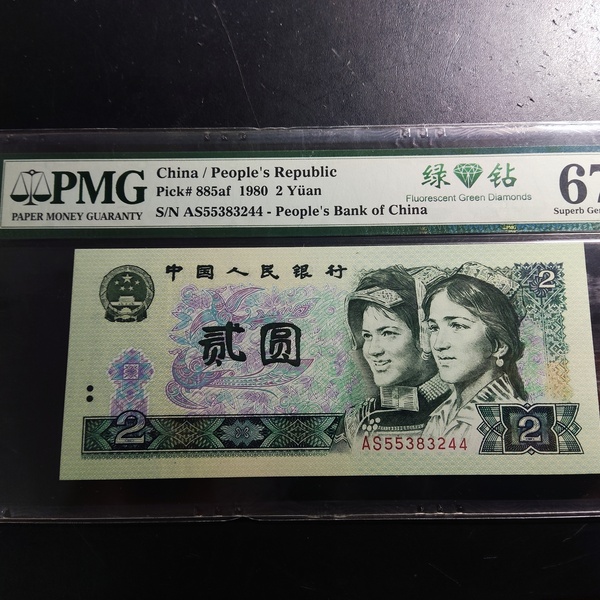 PMG
PAPER MONEY GUARANTY
China / People's Republic
Pick# 885af 1980 2 Yüan
S/N AS55383244 - People's Bank of China
绿 钻
Fluorescent Green Diamonds
67
Superb Ge
中国人民银行
2
贰圆
2
AS55383244
2